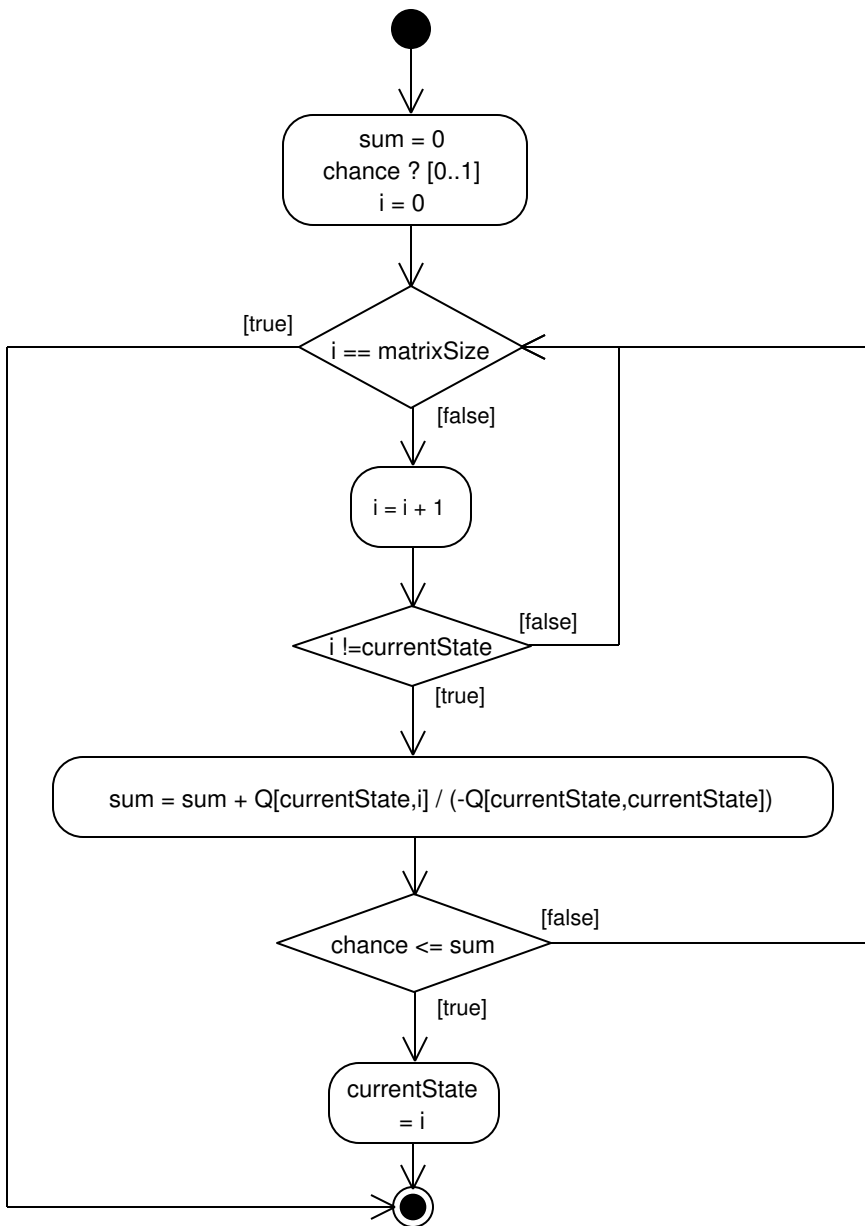 sum = 0
chance ? [0..1]
i = 0
[true]
i == matrixSize
[false]
i = i + 1
[false]
i !=currentState
[true]
sum = sum + Q[currentState,i] / (-Q[currentState,currentState])
[false]
chance <= sum
[true]
currentState
= i